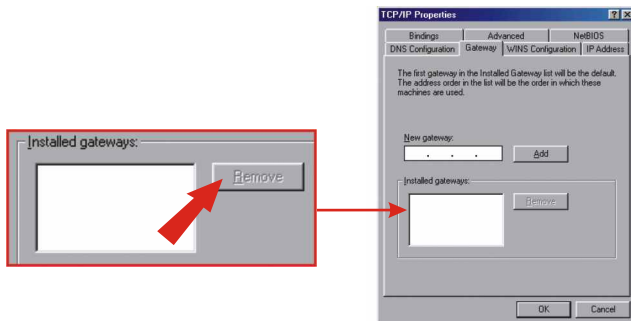 TCP/IP Properties
Bindings Advanced NetBIOS
DNS Configuration Gateway WINS Configuration IP Address
The first gateway in the Installed Gateway list will be the default.
The address order in the list will be the order in which these
machines are used.
New gateway:
. . . Add
Installed gateways:
Remove
Installed gateways:
Remove
OK Cancel